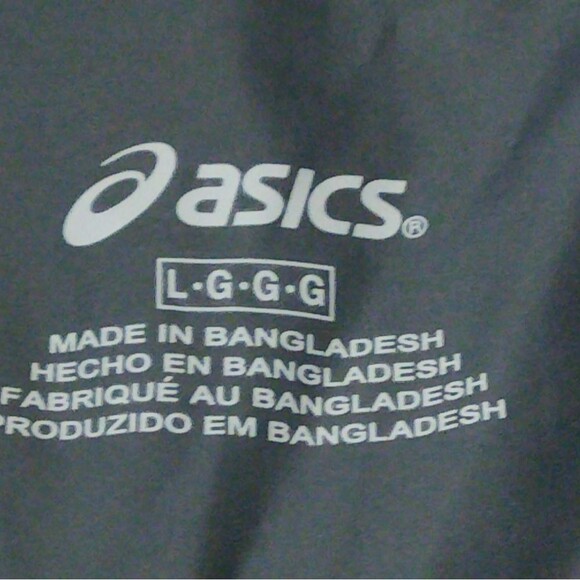 asics®
L·G·G·G
MADE IN BANGLADESH
HECHO EN BANGLADESH
FABRIQUÉ AU BANGLADESH
PRODUZIDO EM BANGLADESH